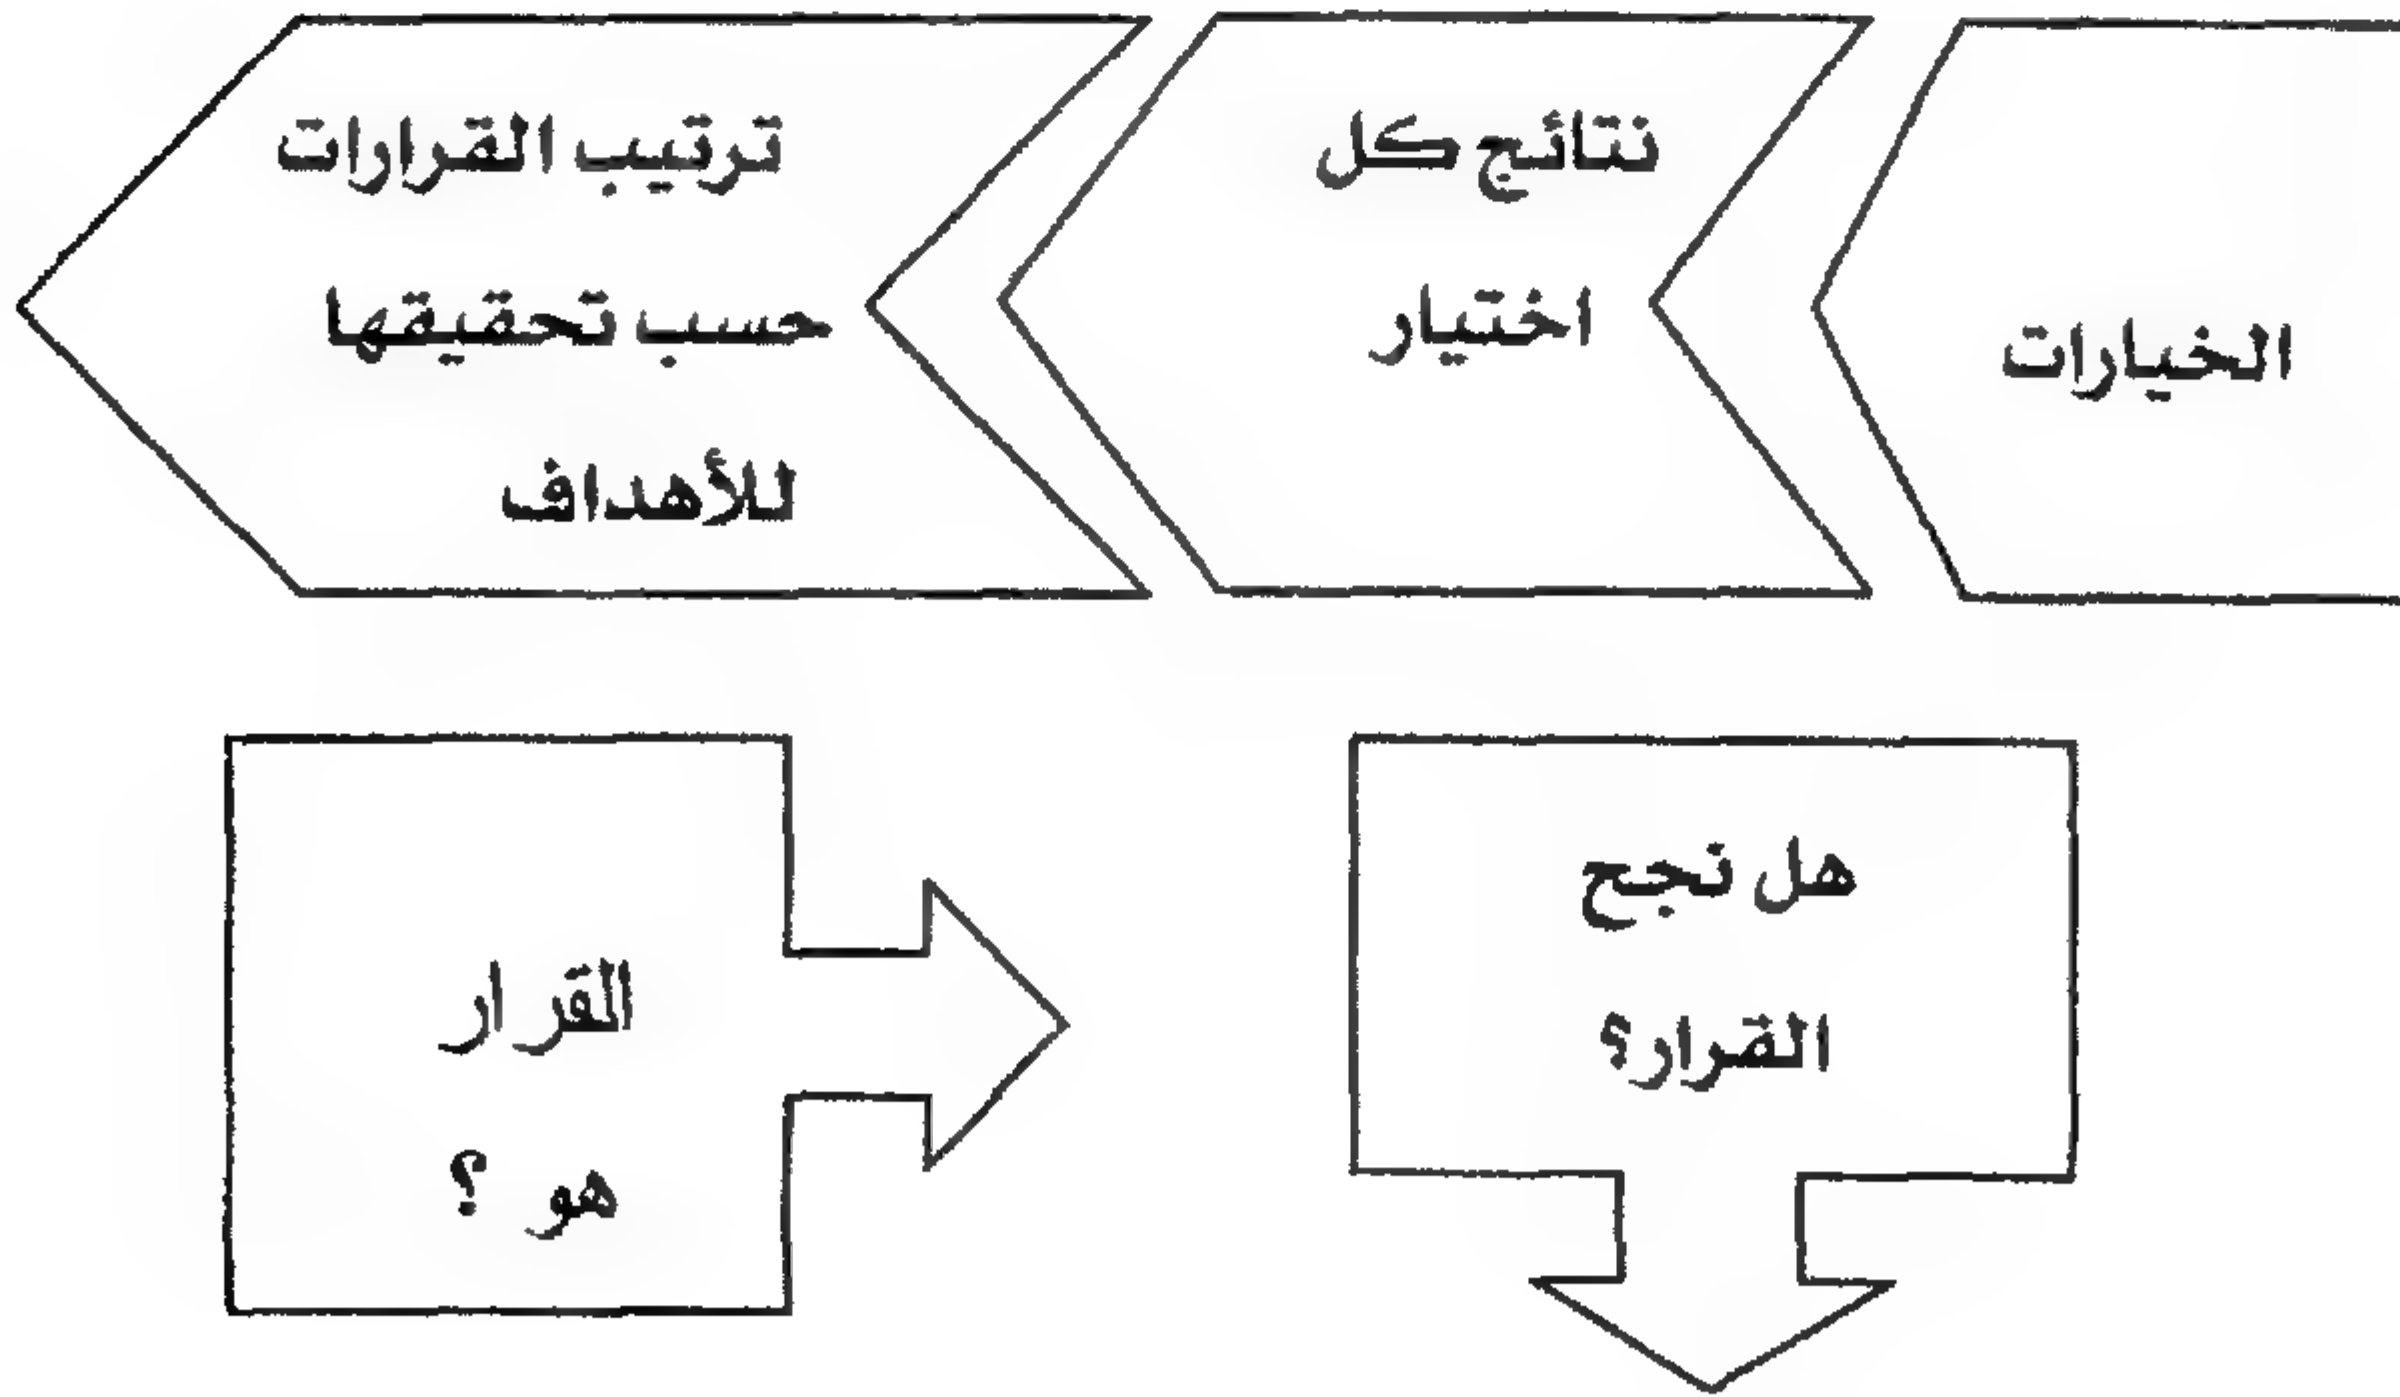 الخيارات
نتائج كل
اختيار
ترتيب القرارات
حسب تحقيقها
للأهداف
هل نجح
القرار؟
القرار
هو ؟